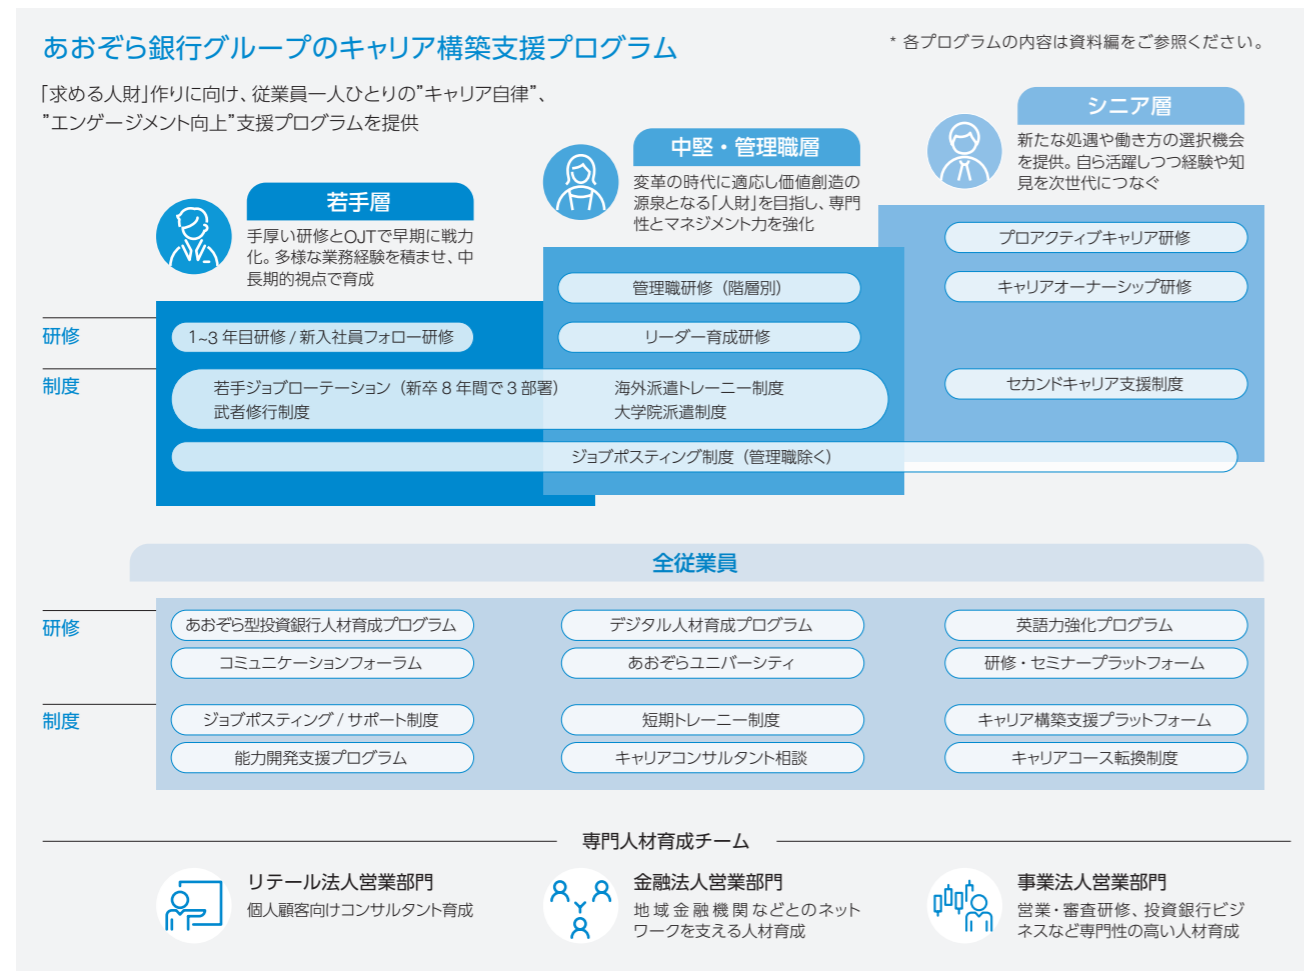 あおぞら銀行グループのキャリア構築支援プログラム
* 各プログラムの内容は資料編をご参照ください。
「求める人財」作りに向け、従業員一人ひとりの”キャリア自律”、
”エンゲージメント向上”支援プログラムを提供
若手層
手厚い研修とOJTで早期に戦力
化。多様な業務経験を積ませ、中
長期的視点で育成
中堅・管理職層
変革の時代に適応し価値創造の
源泉となる「人財」を目指し、専門
性とマネジメント力を強化
シニア層
新たな処遇や働き方の選択機会
を提供。自ら活躍しつつ経験や知
見を次世代につなぐ
研修
1~3 年目研修 / 新入社員フォロー研修
管理職研修（階層別）
リーダー育成研修
プロアクティブキャリア研修
キャリアオーナーシップ研修
制度
若手ジョブローテーション（新卒 8 年間で 3 部署）
武者修行制度
海外派遣トレーニー制度
大学院派遣制度
セカンドキャリア支援制度
ジョブポスティング制度（管理職除く）
全従業員
研修
あおぞら型投資銀行人材育成プログラム
デジタル人材育成プログラム
英語力強化プログラム
コミュニケーションフォーラム
あおぞらユニバーシティ
研修・セミナープラットフォーム
制度
ジョブポスティング / サポート制度
短期トレーニー制度
キャリア構築支援プラットフォーム
能力開発支援プログラム
キャリアコンサルタント相談
キャリアコース転換制度
専門人材育成チーム
リテール法人営業部門
個人顧客向けコンサルタント育成
金融法人営業部門
地域金融機関などとのネット
ワークを支える人材育成
事業法人営業部門
営業・審査研修、投資銀行ビジ
ネスなど専門性の高い人材育成